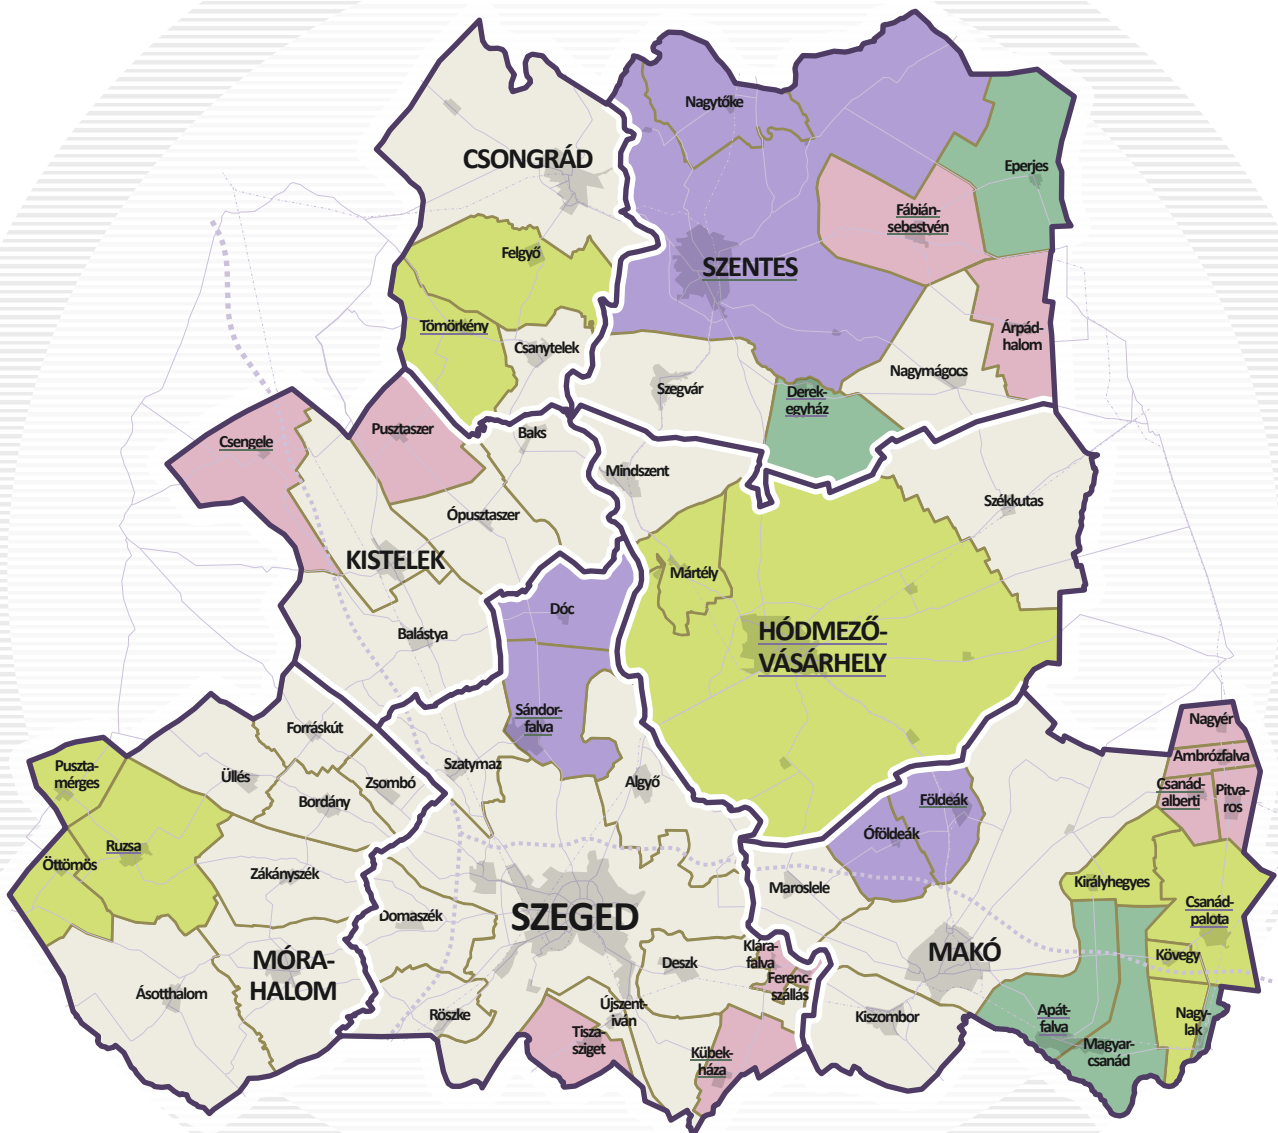 Nagytőke
CSONGRÁD
Eperjes
Fábián-
sebestyén
Felgyő
SZENTES
Tömörkény
Árpád-
halom
Csanytelek
Nagymágocs
Szegvár
Derek-
egyház
Pusztaszer
Baks
Csengele
Mindszent
Székkutas
Ópusztaszer
KISTELEK
Mártély
Dóc
Balástya
HÓDMEZŐ-
VÁSÁRHELY
Sándor-
falva
Nagyér
Forráskút
Ambrózfalva
Puszta-
mérges
Üllés
Szatymaz
Zsombó
Algyő
Csanád-
alberti
Pitva-
ros
Bordány
Földeák
Óföldeák
Ruzsa
Öttömös
Zákányszék
Királyhegyes
Maroslele
Csanád-
palota
Domaszék
SZEGED
Klára-
falva
MAKÓ
Kövegy
MÓRA-
HALOM
Deszk
Ferenc-
szállás
Ásotthalom
Újszent-
iván
Röszke
Kiszombor
Apát-
falva
Nagy-
lak
Tisza-
sziget
Magyar-
csanád
Kübek-
háza